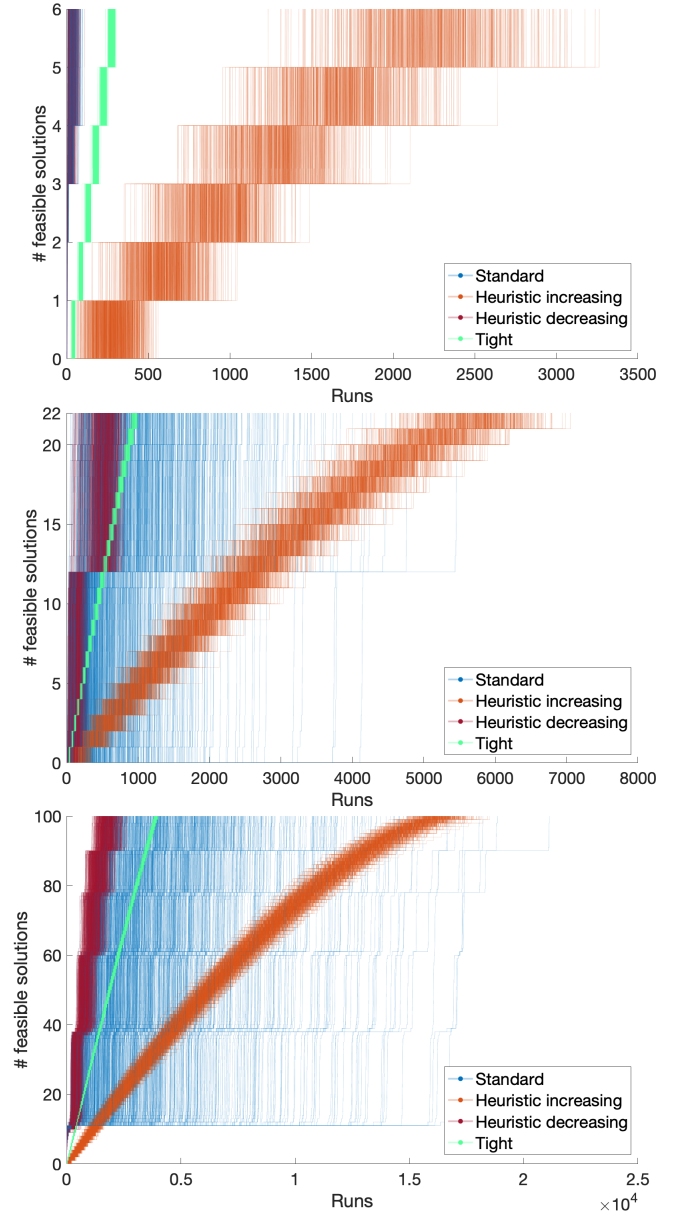 6
5
4
3
2
1
0
# feasible solutions
Standard
Heuristic increasing
Heuristic decreasing
Tight
0 500 1000 1500 2000 2500 3000 3500
Runs
22
20
15
10
5
0
# feasible solutions
Standard
Heuristic increasing
Heuristic decreasing
Tight
0 1000 2000 3000 4000 5000 6000 7000 8000
Runs
100
80
60
40
20
0
# feasible solutions
Standard
Heuristic increasing
Heuristic decreasing
Tight
0 0.5 1 1.5 2 2.5
Runs
×10⁴